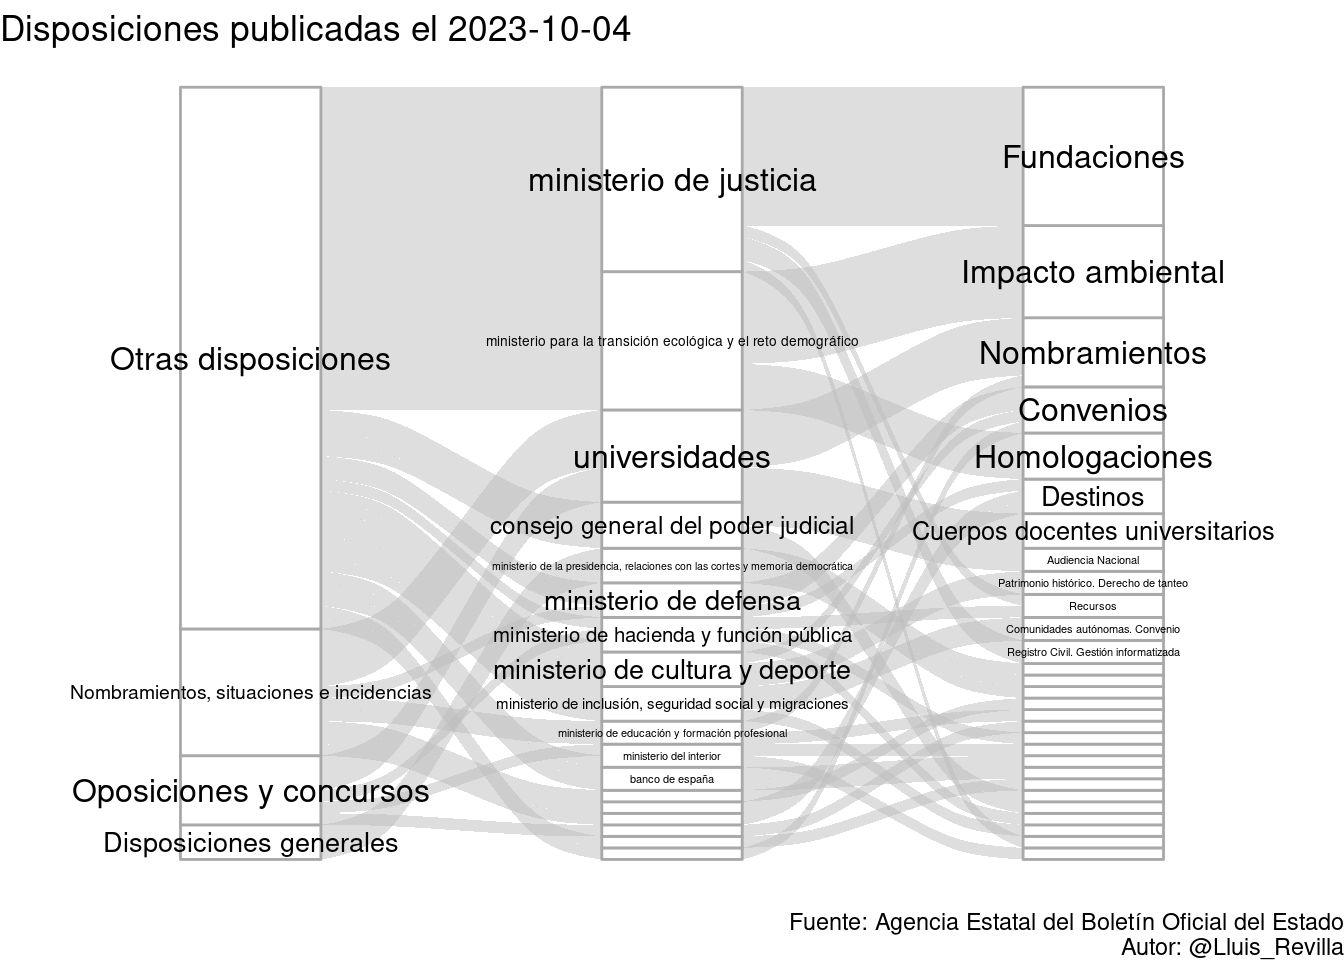 Disposiciones publicadas el 2023-10-04
Otras disposiciones
Nombramientos, situaciones e incidencias
Oposiciones y concursos
Disposiciones generales
ministerio de justicia
ministerio para la transición ecológica y el reto demográfico
universidades
consejo general del poder judicial
ministerio de la presidencia, relaciones con las cortes y memoria democrática
ministerio de defensa
ministerio de hacienda y función pública
ministerio de cultura y deporte
ministerio de inclusión, seguridad social y migraciones
ministerio de educación y formación profesional
ministerio del interior
banco de españa
Fundaciones
Impacto ambiental
Nombramientos
Convenios
Homologaciones
Destinos
Cuerpos docentes universitarios
Audiencia Nacional
Patrimonio histórico. Derecho de tanteo
Recursos
Comunidades autónomas. Convenio
Registro Civil. Gestión informatizada
Fuente: Agencia Estatal del Boletín Oficial del Estado
Autor: @Lluis_Revilla